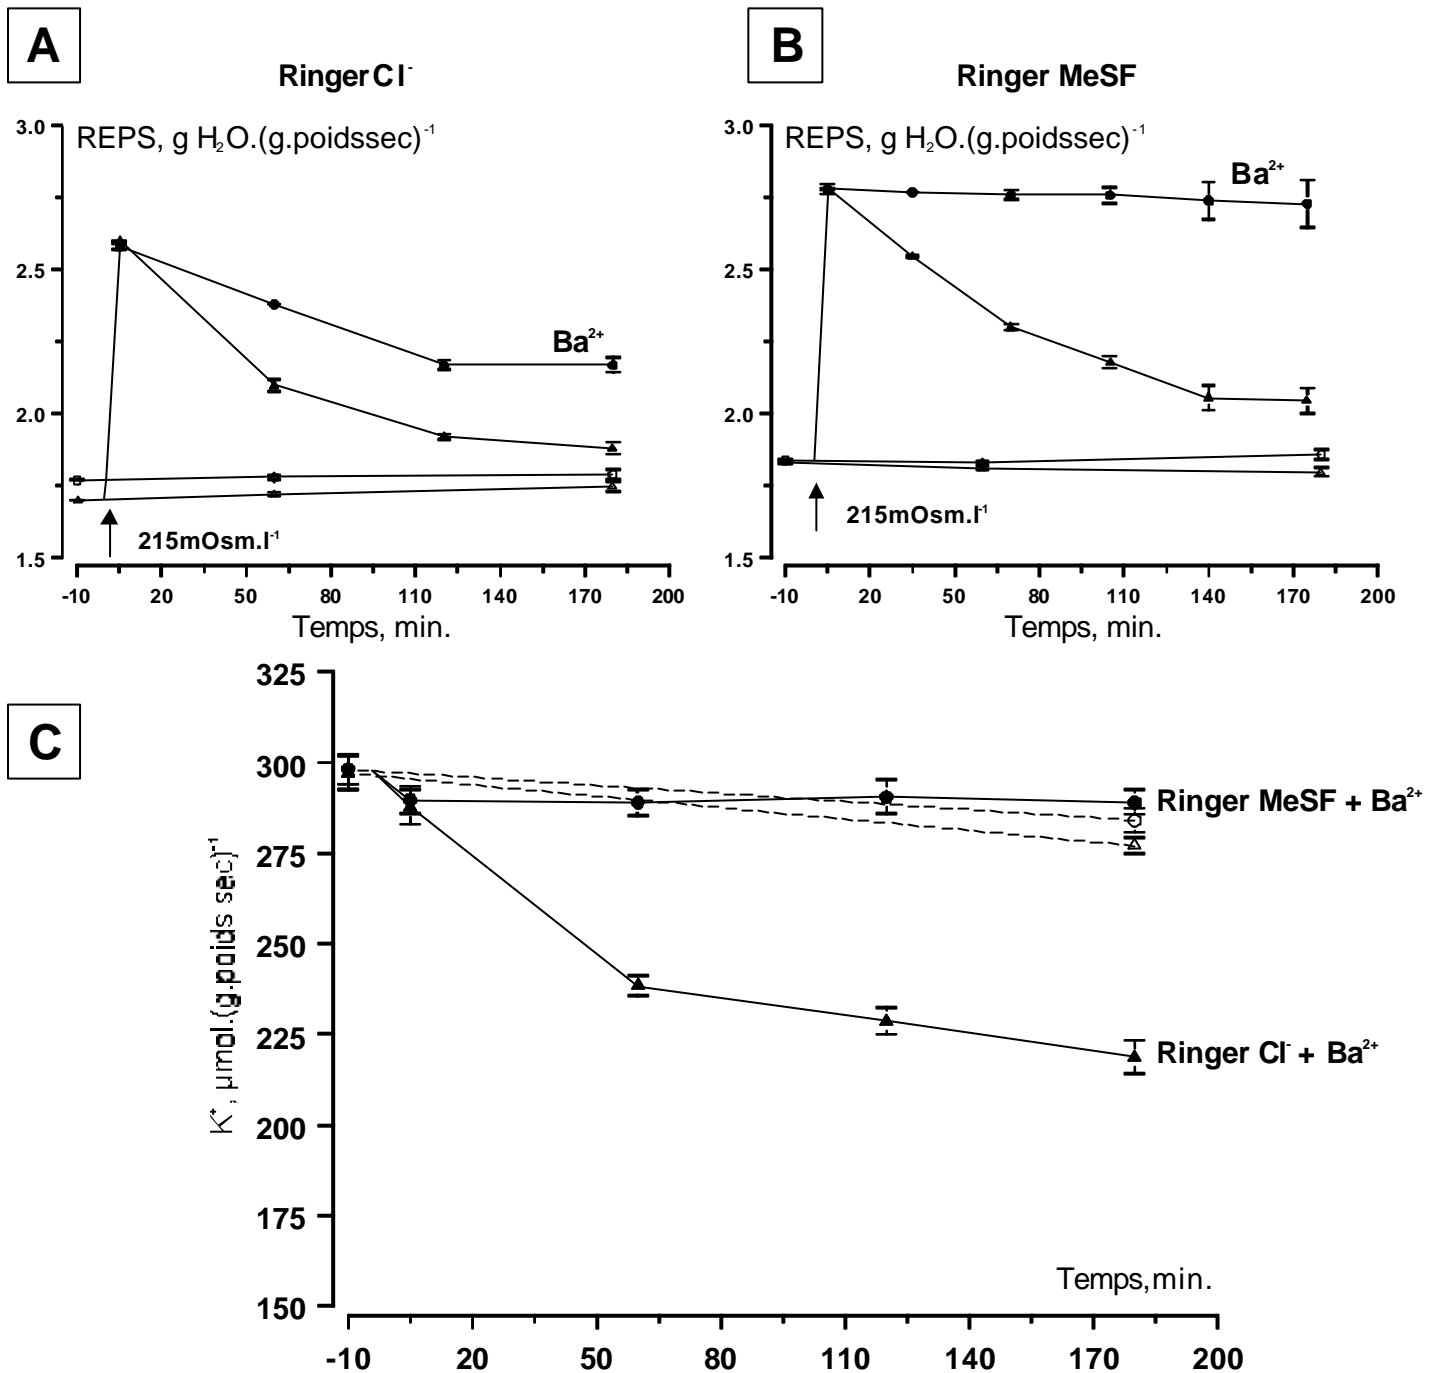 A
Ringer Cl⁻
REPS, g H₂O.(g.poidssec)⁻¹
3.0
2.5
2.0
1.5
Ba²⁺
215mOsm.l⁻¹
-10 20 50 80 110 140 170 200
Temps, min.
B
Ringer MeSF
REPS, g H₂O.(g.poidssec)⁻¹
3.0
2.5
2.0
1.5
Ba²⁺
215mOsm.l⁻¹
-10 20 50 80 110 140 170 200
Temps, min.
C
K⁺, µmol.(g.poids sec)⁻¹
325
300
275
250
225
200
175
150
Ringer MeSF + Ba²⁺
Ringer Cl⁻ + Ba²⁺
Temps,min.
-10 20 50 80 110 140 170 200